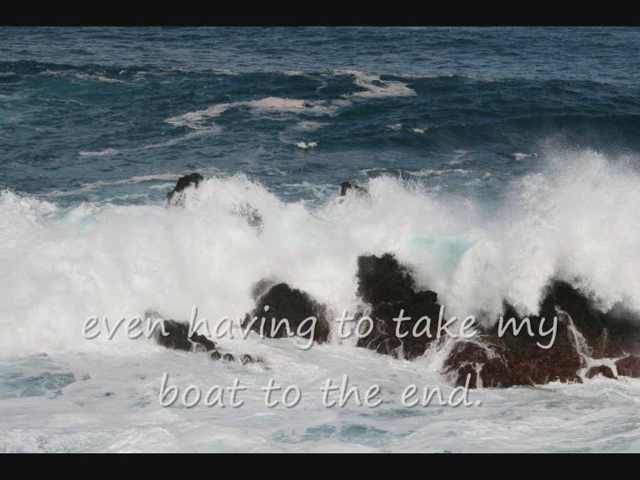 even having to take my
boat to the end.